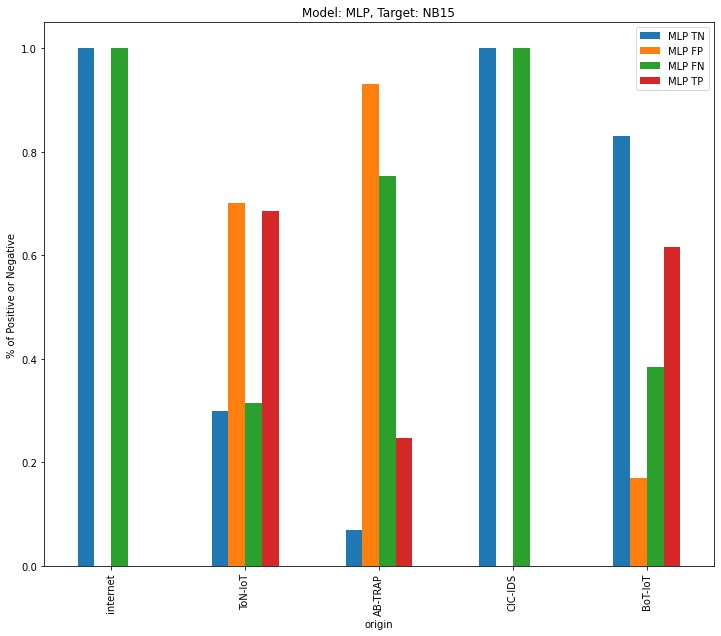 Model: MLP, Target: NB15
MLP TN
MLP FP
MLP FN
MLP TP
% of Positive or Negative
1.0
0.8
0.6
0.4
0.2
0.0
internet
ToN-IoT
AB-TRAP
CIC-IDS
BoT-IoT
origin